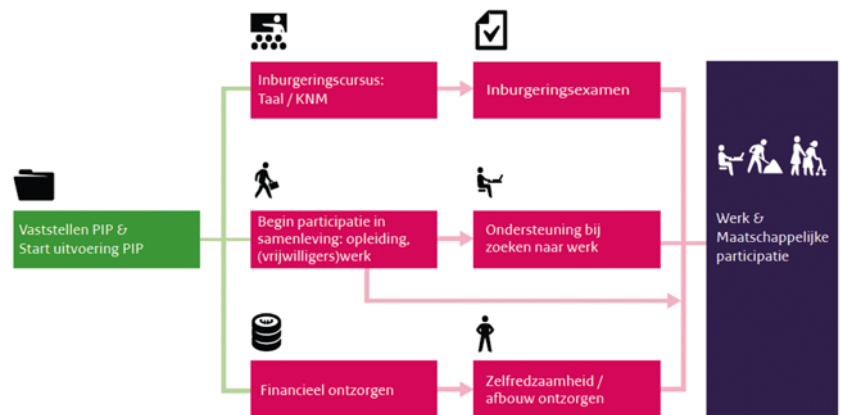 Inburgeringscursus:
Taal / KNM
Inburgeringsexamen
Vaststellen PIP &
Start uitvoering PIP
Begin participatie in
samenleving: opleiding,
(vrijwilligers)werk
Ondersteuning bij
zoeken naar werk
Werk &
Maatschappelijke
participatie
Financieel ontzorgen
Zelfredzaamheid /
afbouw ontzorgen